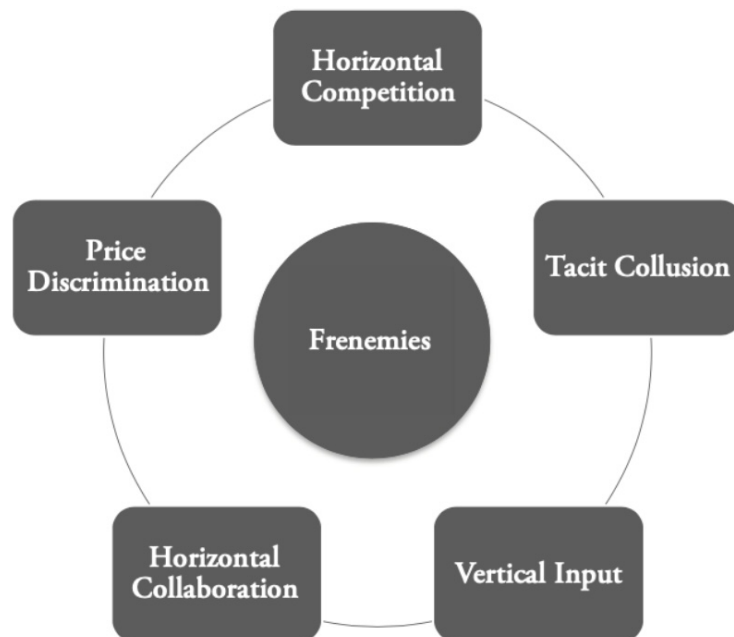 Horizontal
Competition
Price
Discrimination
Tacit Collusion
Frenemies
Horizontal
Collaboration
Vertical Input